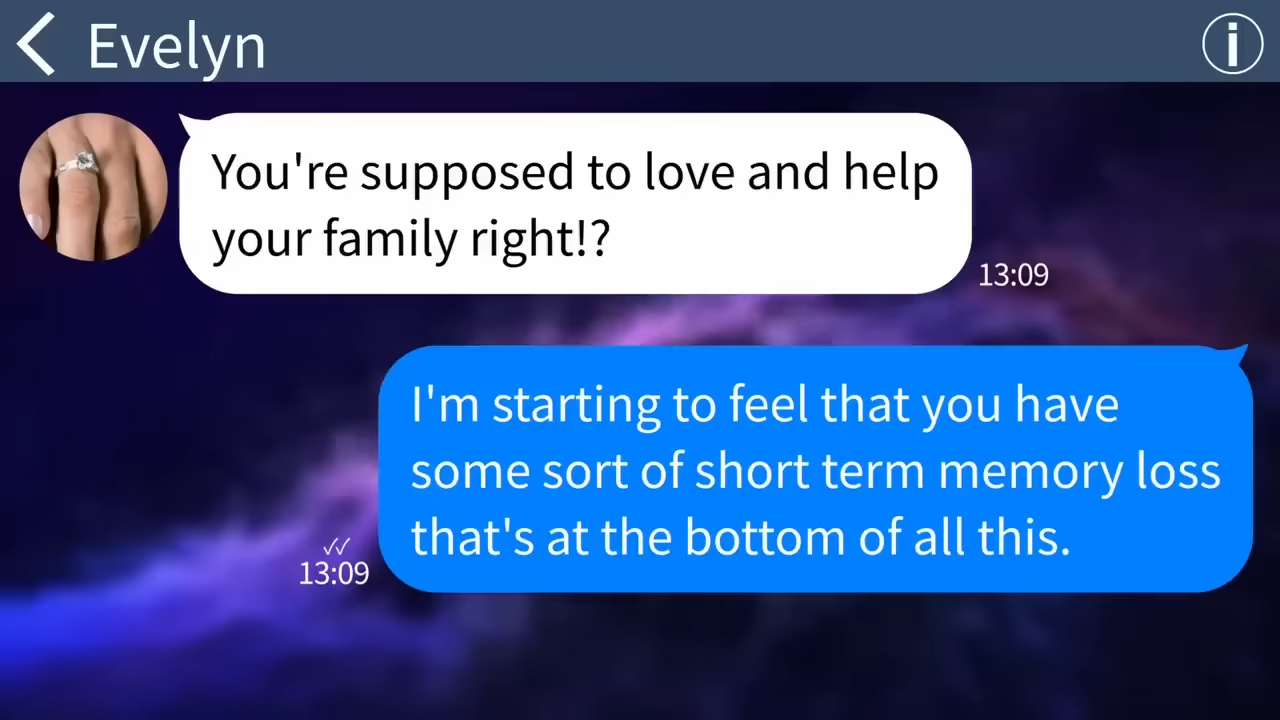 Evelyn
You're supposed to love and help
your family right!?
13:09
I'm starting to feel that you have
some sort of short term memory loss
that's at the bottom of all this.
13:09